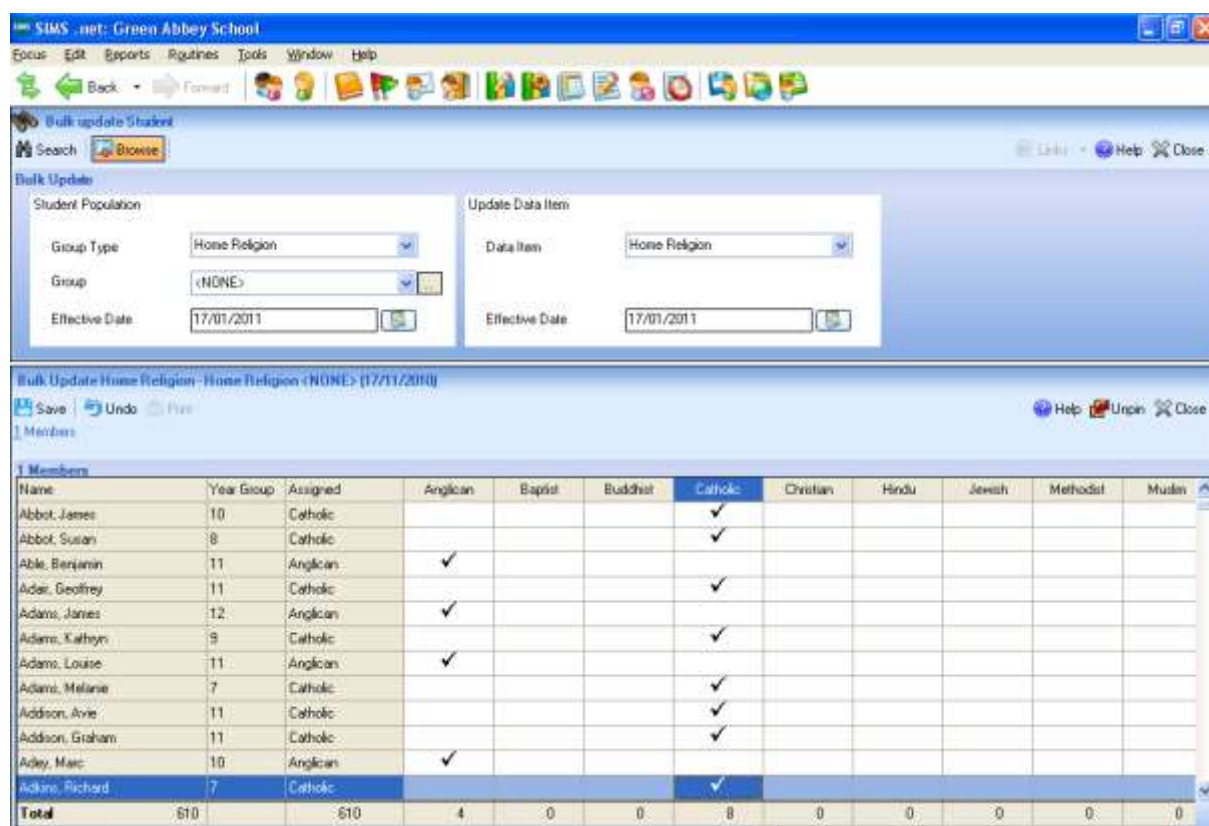 SIMS .net: Green Abbey School
Focus Edit Reports Routines Tools Window Help
Back Forward
Bulk update Student
Search Browse Links Help Close
Bulk Update
Student Population Update Data Item
Group Type Home Religion Data Item Home Religion
Group <NONE>
Effective Date 17/01/2011 Effective Date 17/01/2011
Bulk Update Home Religion - Home Religion <NONE> (17/11/2010)
Save Undo Print Help Unpin Close
1 Members
1 Members
Name Year Group Assigned Anglican Baptist Buddhist Catholic Christian Hindu Jewish Methodist Muslim
Abbot, James 10 Catholic ✓
Abbot, Susan 8 Catholic ✓
Able, Benjamin 11 Anglican ✓
Adair, Geoffrey 11 Catholic ✓
Adams, James 12 Anglican ✓
Adams, Kathryn 9 Catholic ✓
Adams, Louise 11 Anglican ✓
Adams, Melanie 7 Catholic ✓
Addison, Avie 11 Catholic ✓
Addison, Graham 11 Catholic ✓
Adey, Marc 10 Anglican ✓
Adkins, Richard 7 Catholic ✓
Total 610 610 4 0 0 8 0 0 0 0 0